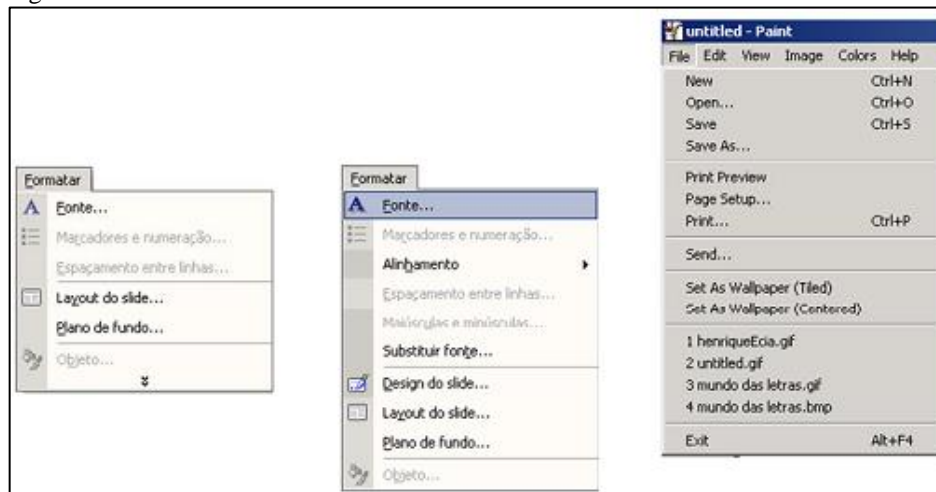 Formatar
Fonte...
Marcadores e numeração...
Espaçamento entre linhas...
Layout do slide...
Plano de fundo...
Objeto...
Formatar
Fonte...
Marcadores e numeração...
Alinhamento
Espaçamento entre linhas...
Maiúsculas e minúsculas...
Substituir fonte...
Design do slide...
Layout do slide...
Plano de fundo...
Objeto...
untitled - Paint
File Edit View Image Colors Help
New Ctrl+N
Open... Ctrl+O
Save Ctrl+S
Save As...
Print Preview
Page Setup...
Print... Ctrl+P
Send...
Set As Wallpaper (Tiled)
Set As Wallpaper (Centered)
1 henriqueEcia.gif
2 untitled.gif
3 mundo das letras.gif
4 mundo das letras.bmp
Exit Alt+F4